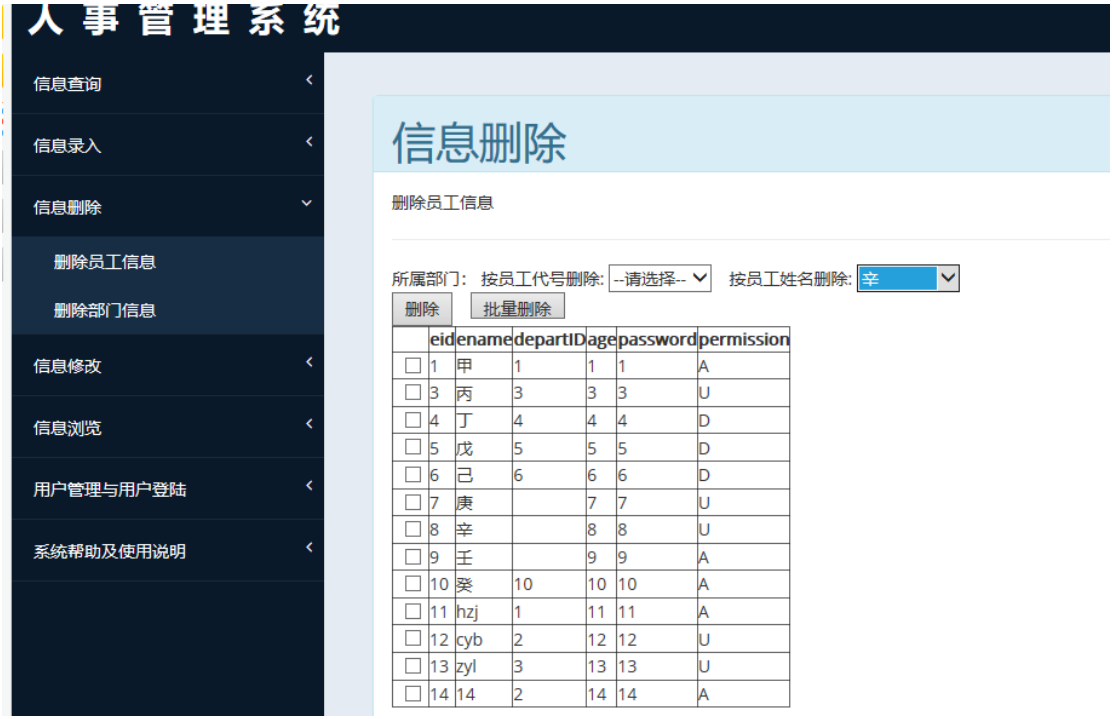 人事管理系统
信息查询
信息录入
信息删除
删除员工信息
删除部门信息
信息修改
信息浏览
用户管理与用户登陆
系统帮助及使用说明
信息删除
删除员工信息
所属部门： 按员工代号删除: --请选择-- 按员工姓名删除: 辛
删除 批量删除
eid ename departID age password permission
1 甲 1 1 1 A
3 丙 3 3 3 U
4 丁 4 4 4 D
5 戊 5 5 5 D
6 己 6 6 6 D
7 庚 7 7 U
8 辛 8 8 U
9 壬 9 9 A
10 癸 10 10 10 A
11 hzj 1 11 11 A
12 cyb 2 12 12 U
13 zyl 3 13 13 U
14 14 2 14 14 A